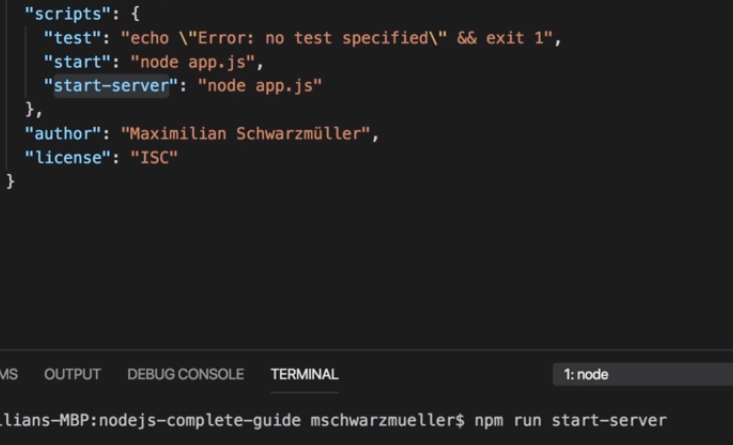 "scripts": {
"test": "echo \"Error: no test specified\" && exit 1",
"start": "node app.js",
"start-server": "node app.js"
},
"author": "Maximilian Schwarzmüller",
"license": "ISC"
}
MS OUTPUT DEBUG CONSOLE TERMINAL 1: node
lians-MBP:nodejs-complete-guide mschwarzmueller$ npm run start-server